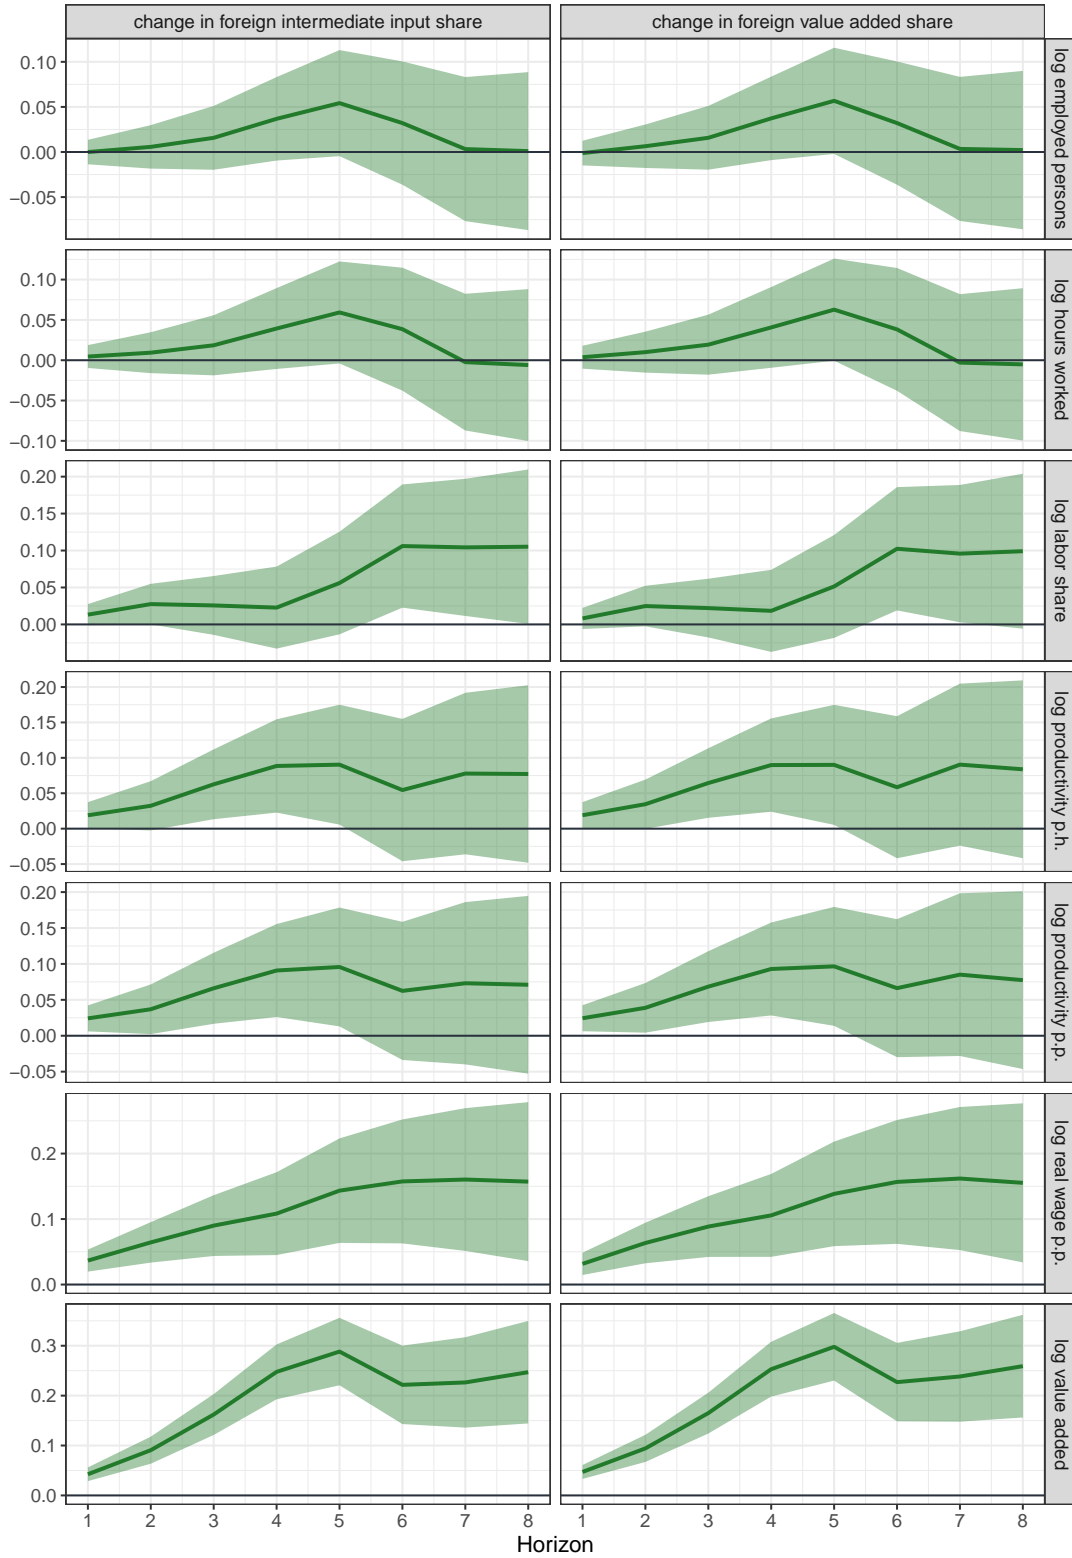 change in foreign intermediate input share
change in foreign value added share
0.10
0.05
0.00
−0.05
log employed persons
0.10
0.05
0.00
−0.05
−0.10
log hours worked
0.20
0.15
0.10
0.05
0.00
log labor share
0.20
0.15
0.10
0.05
0.00
−0.05
log productivity p.h.
0.20
0.15
0.10
0.05
0.00
−0.05
log productivity p.p.
0.2
0.1
0.0
log real wage p.p.
0.3
0.2
0.1
0.0
log value added
1 2 3 4 5 6 7 8
1 2 3 4 5 6 7 8
Horizon